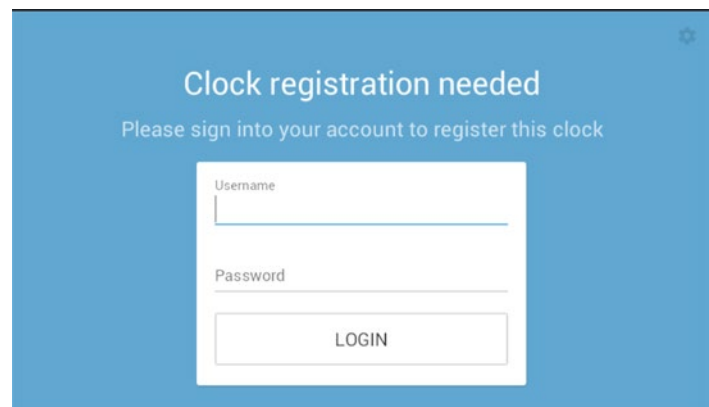 Clock registration needed
Please sign into your account to register this clock
Username
Password
LOGIN